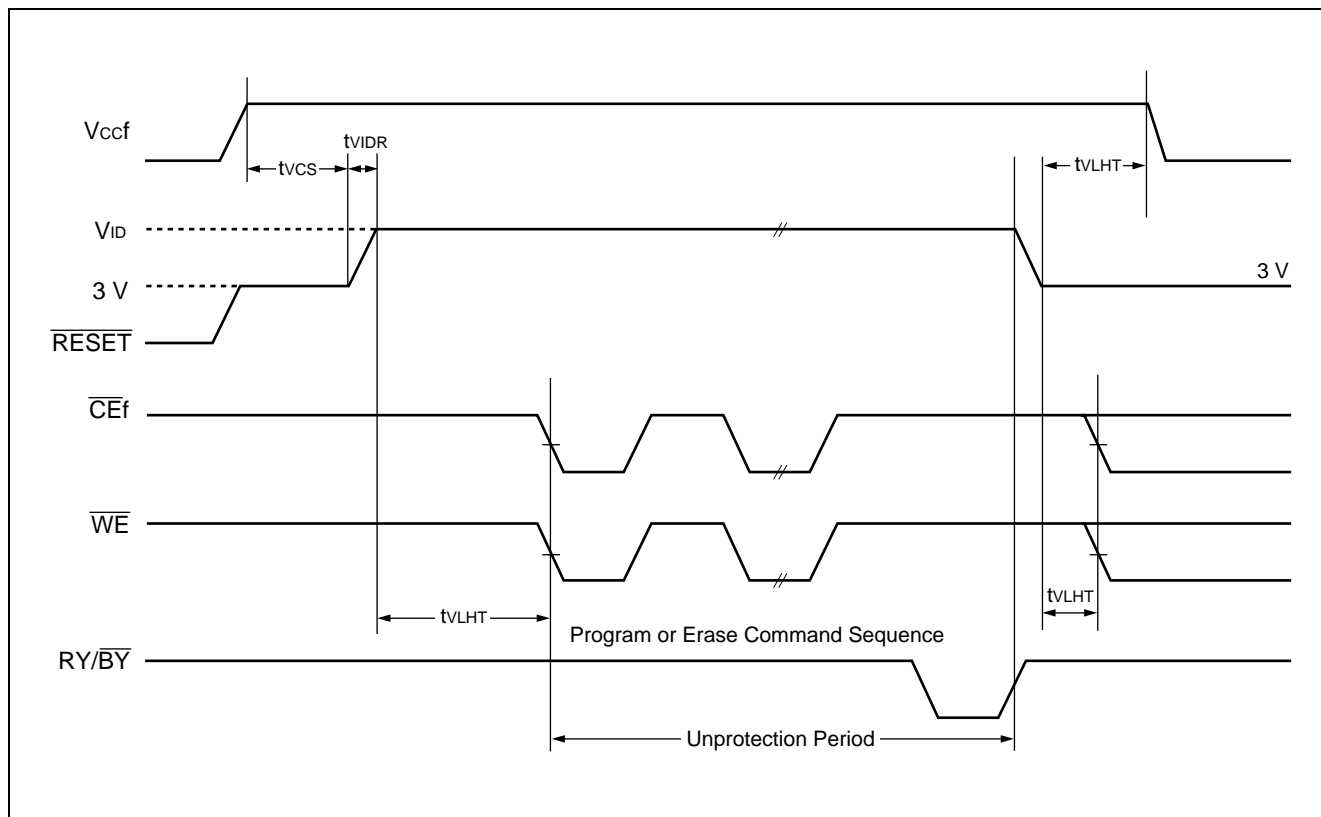 VCCf
tVIDR
tVCS
tVLHT
VID
3 V
3 V
RESET
CEf
WE
tVLHT
tVLHT
Program or Erase Command Sequence
RY/BY
Unprotection Period